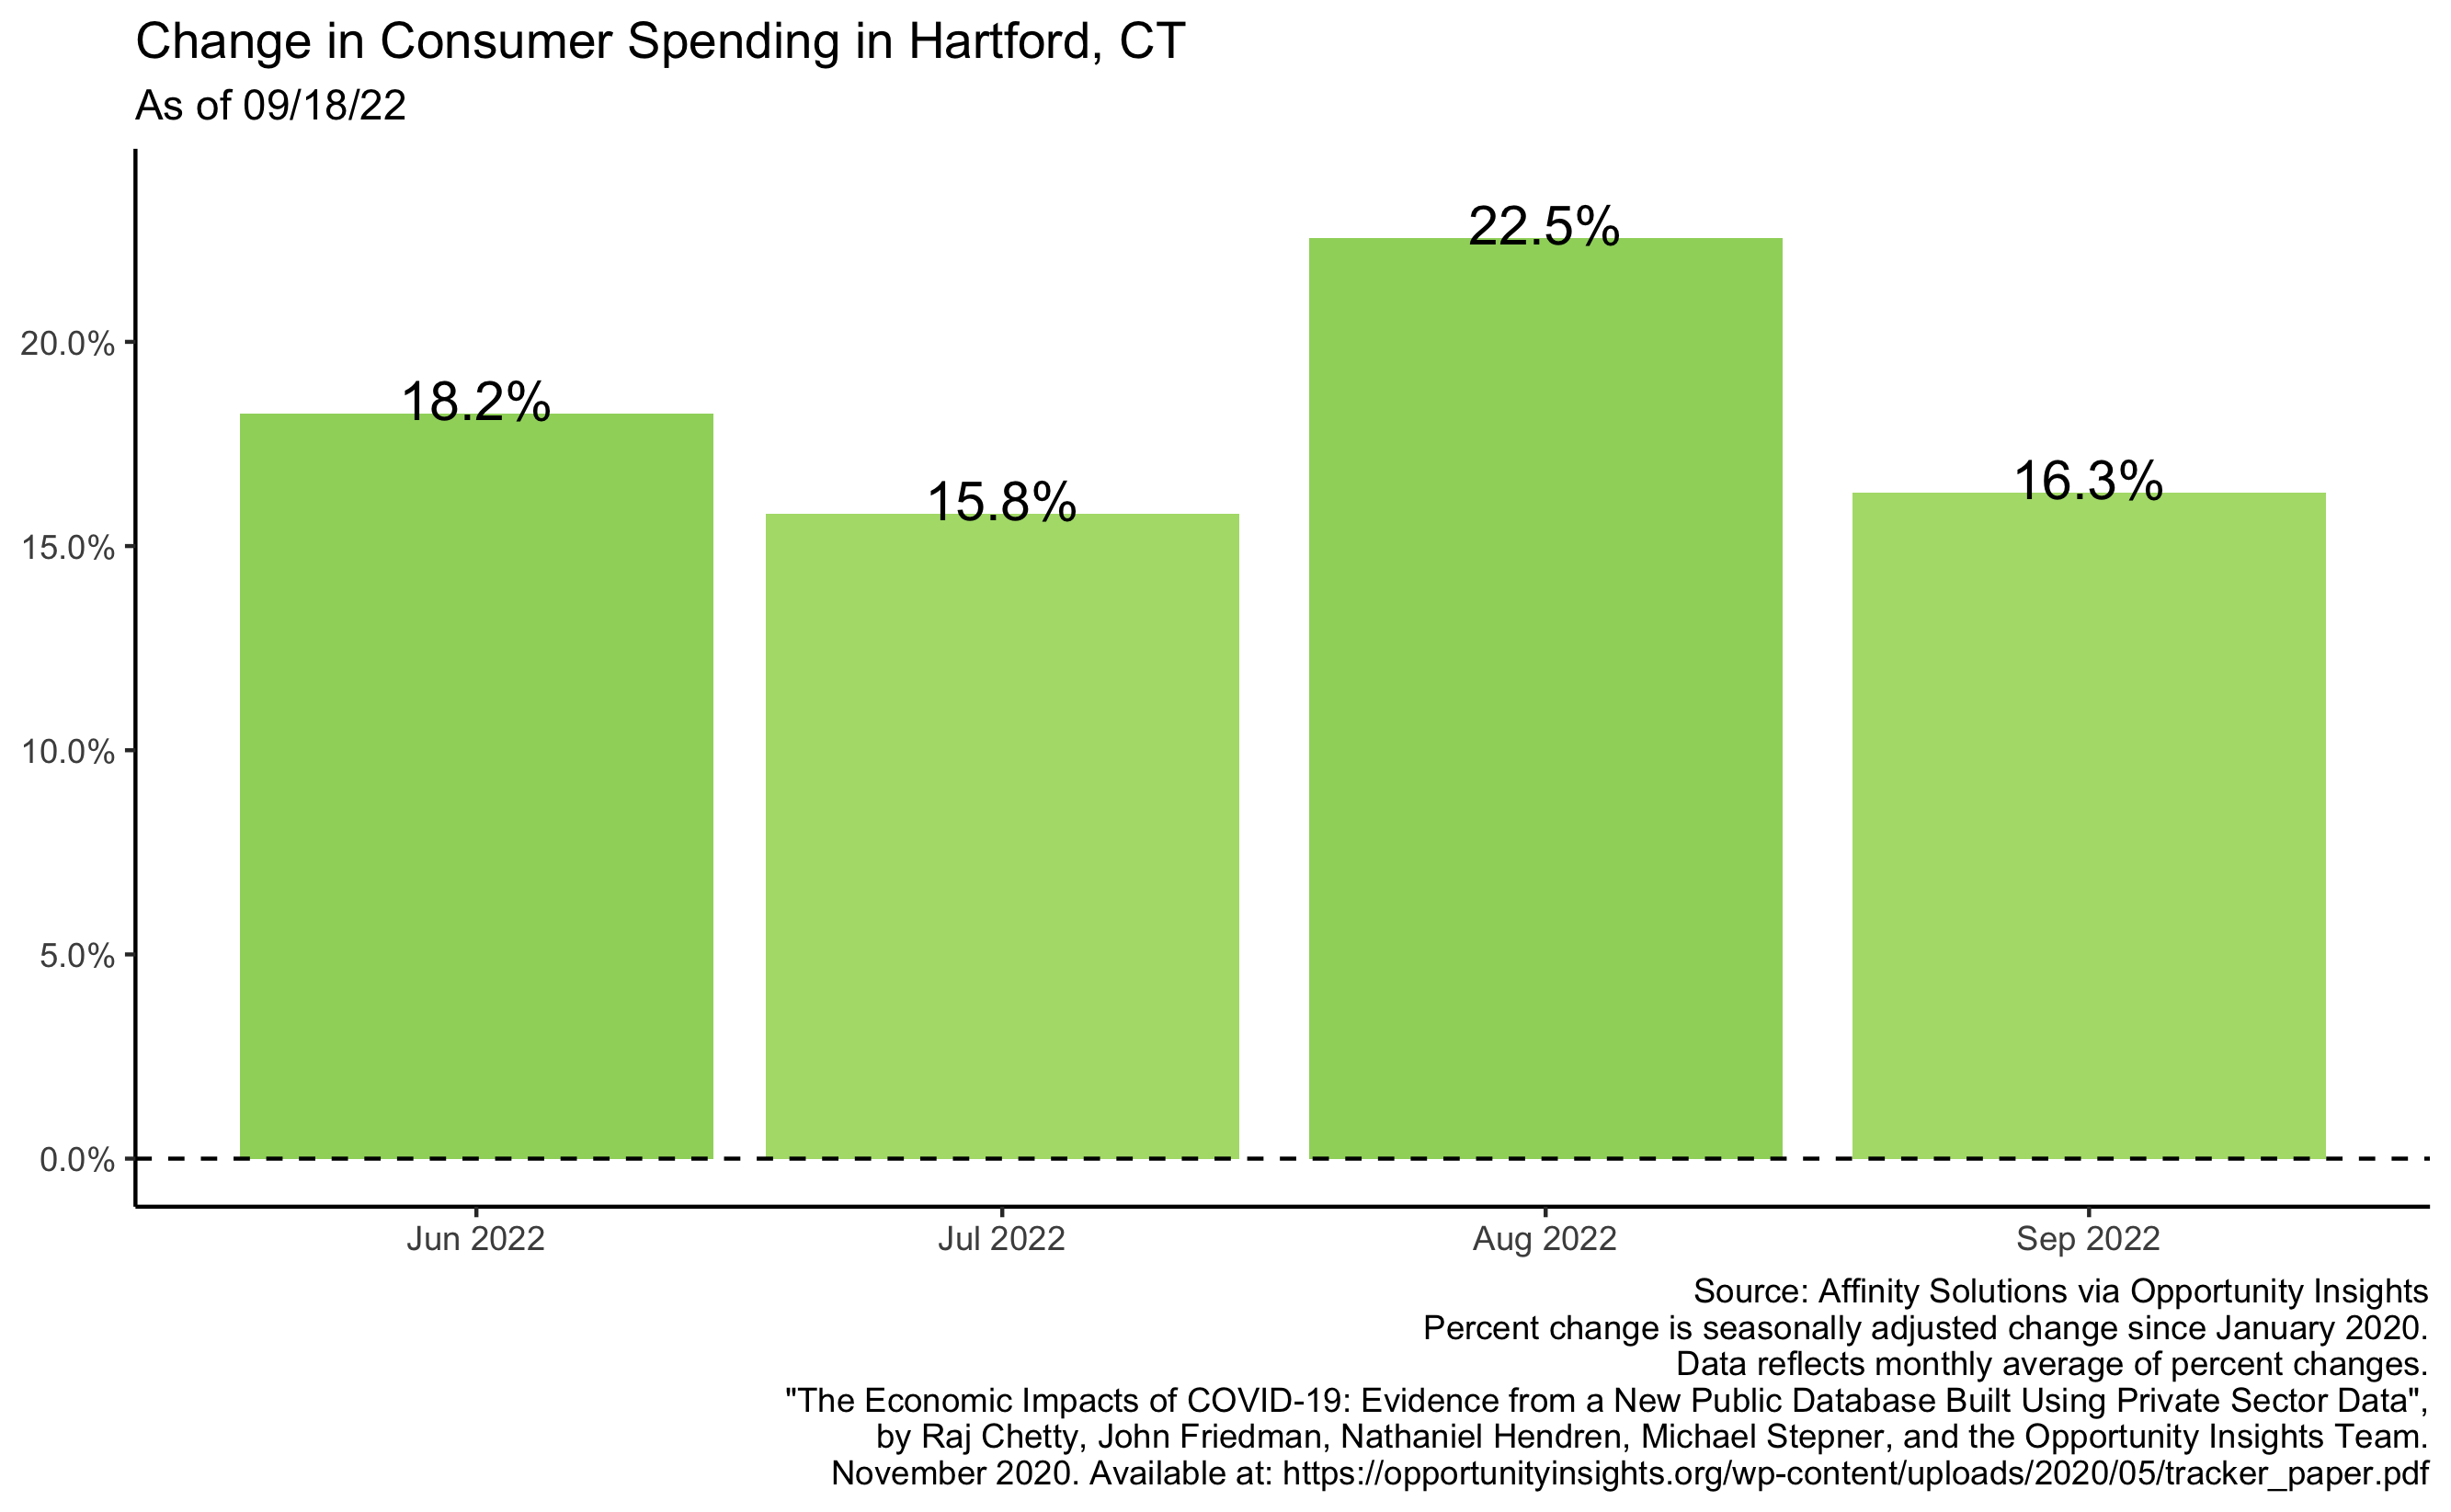 Change in Consumer Spending in Hartford, CT
As of 09/18/22
22.5%
20.0%
18.2%
16.3%
15.8%
15.0%
10.0%
5.0%
0.0%
Jun 2022
Jul 2022
Aug 2022
Sep 2022
Source: Affinity Solutions via Opportunity Insights
Percent change is seasonally adjusted change since January 2020.
Data reflects monthly average of percent changes.
"The Economic Impacts of COVID-19: Evidence from a New Public Database Built Using Private Sector Data",
by Raj Chetty, John Friedman, Nathaniel Hendren, Michael Stepner, and the Opportunity Insights Team.
November 2020. Available at: https://opportunityinsights.org/wp-content/uploads/2020/05/tracker_paper.pdf